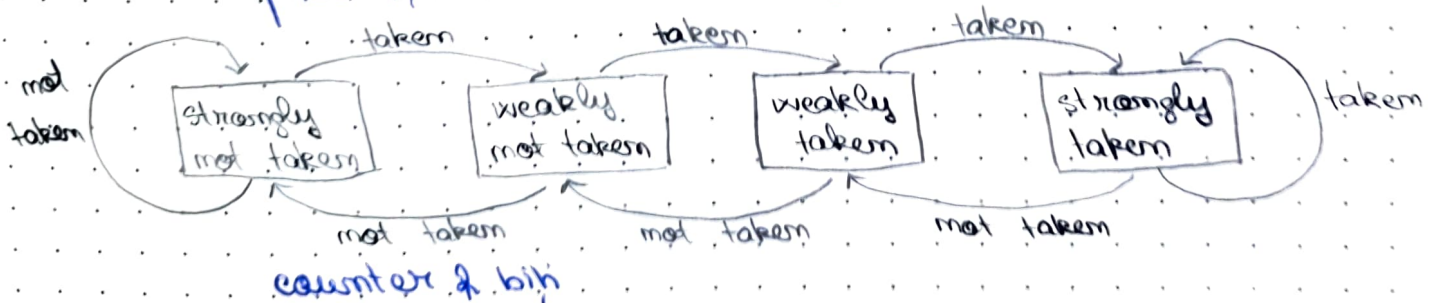 taken
taken
taken
not
taken
strongly
not taken
weakly
not taken
weakly
taken
strongly
taken
taken
not taken
not taken
not taken
counter 2 biţi